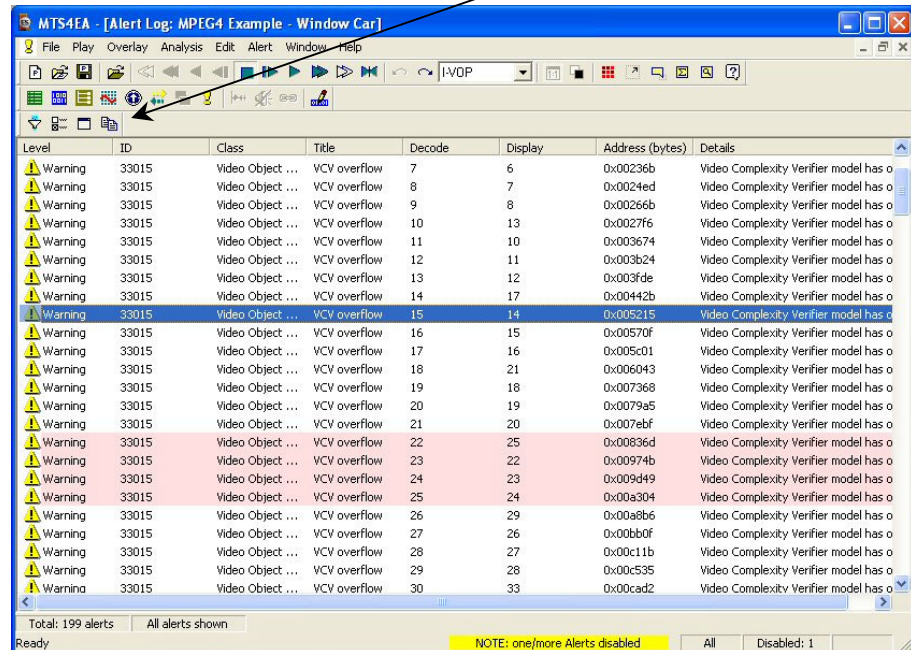 MTS4EA - [Alert Log: MPEG4 Example - Window Car]
File Play Overlay Analysis Edit Alert Window Help
I-VOP
Level ID Class Title Decode Display Address (bytes) Details
Warning 33015 Video Object ... VCV overflow 7 6 0x00236b Video Complexity Verifier model has o
Warning 33015 Video Object ... VCV overflow 8 7 0x0024ed Video Complexity Verifier model has o
Warning 33015 Video Object ... VCV overflow 9 8 0x00266b Video Complexity Verifier model has o
Warning 33015 Video Object ... VCV overflow 10 13 0x0027f6 Video Complexity Verifier model has o
Warning 33015 Video Object ... VCV overflow 11 10 0x003674 Video Complexity Verifier model has o
Warning 33015 Video Object ... VCV overflow 12 11 0x003b24 Video Complexity Verifier model has o
Warning 33015 Video Object ... VCV overflow 13 12 0x003fde Video Complexity Verifier model has o
Warning 33015 Video Object ... VCV overflow 14 17 0x00442b Video Complexity Verifier model has o
Warning 33015 Video Object ... VCV overflow 15 14 0x005215 Video Complexity Verifier model has o
Warning 33015 Video Object ... VCV overflow 16 15 0x00570f Video Complexity Verifier model has o
Warning 33015 Video Object ... VCV overflow 17 16 0x005c01 Video Complexity Verifier model has o
Warning 33015 Video Object ... VCV overflow 18 21 0x006043 Video Complexity Verifier model has o
Warning 33015 Video Object ... VCV overflow 19 18 0x007368 Video Complexity Verifier model has o
Warning 33015 Video Object ... VCV overflow 20 19 0x0079a5 Video Complexity Verifier model has o
Warning 33015 Video Object ... VCV overflow 21 20 0x007ebf Video Complexity Verifier model has o
Warning 33015 Video Object ... VCV overflow 22 25 0x00836d Video Complexity Verifier model has o
Warning 33015 Video Object ... VCV overflow 23 22 0x00974b Video Complexity Verifier model has o
Warning 33015 Video Object ... VCV overflow 24 23 0x009d49 Video Complexity Verifier model has o
Warning 33015 Video Object ... VCV overflow 25 24 0x00a304 Video Complexity Verifier model has o
Warning 33015 Video Object ... VCV overflow 26 29 0x00a8b6 Video Complexity Verifier model has o
Warning 33015 Video Object ... VCV overflow 27 26 0x00bb0f Video Complexity Verifier model has o
Warning 33015 Video Object ... VCV overflow 28 27 0x00c11b Video Complexity Verifier model has o
Warning 33015 Video Object ... VCV overflow 29 28 0x00c535 Video Complexity Verifier model has o
Warning 33015 Video Object ... VCV overflow 30 33 0x00cad2 Video Complexity Verifier model has o
Total: 199 alerts All alerts shown
Ready NOTE: one/more Alerts disabled All Disabled: 1